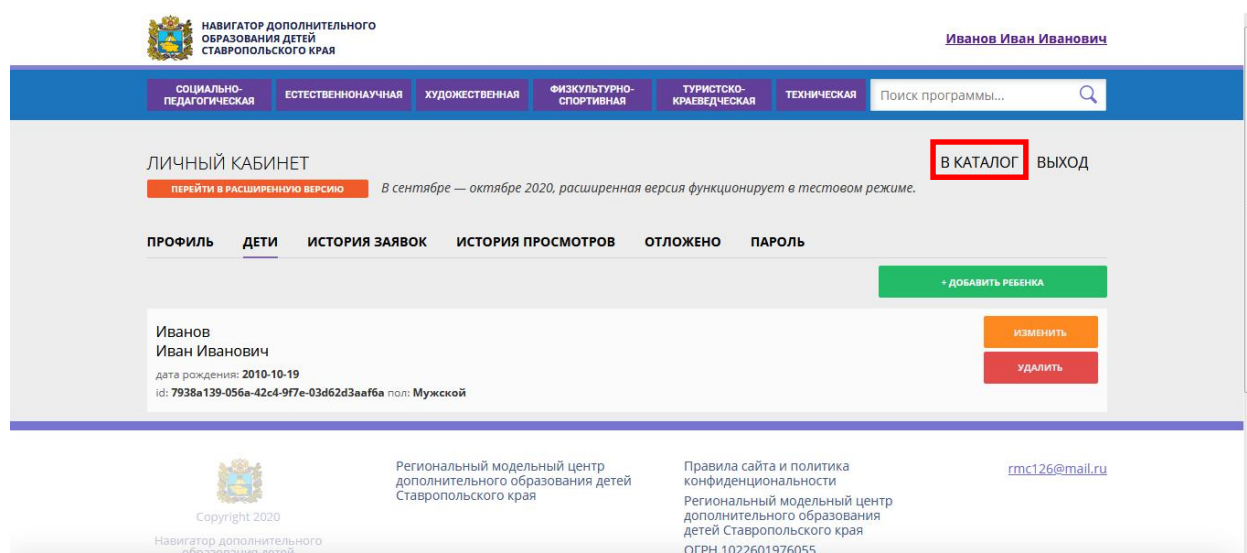 НАВИГАТОР ДОПОЛНИТЕЛЬНОГО
ОБРАЗОВАНИЯ ДЕТЕЙ
СТАВРОПОЛЬСКОГО КРАЯ
Иванов Иван Иванович
СОЦИАЛЬНО-
ПЕДАГОГИЧЕСКАЯ
ЕСТЕСТВЕННОНАУЧНАЯ
ХУДОЖЕСТВЕННАЯ
ФИЗКУЛЬТУРНО-
СПОРТИВНАЯ
ТУРИСТСКО-
КРАЕВЕДЧЕСКАЯ
ТЕХНИЧЕСКАЯ
Поиск программы...
ЛИЧНЫЙ КАБИНЕТ
В КАТАЛОГ ВЫХОД
ПЕРЕЙТИ В РАСШИРЕННУЮ ВЕРСИЮ
В сентябре — октябре 2020, расширенная версия функционирует в тестовом режиме.
ПРОФИЛЬ ДЕТИ ИСТОРИЯ ЗАЯВОК ИСТОРИЯ ПРОСМОТРОВ ОТЛОЖЕНО ПАРОЛЬ
+ ДОБАВИТЬ РЕБЕНКА
Иванов
Иван Иванович
дата рождения: 2010-10-19
id: 7938a139-056a-42c4-9f7e-03d62d3aaf6a пол: Мужской
ИЗМЕНИТЬ
УДАЛИТЬ
Copyright 2020
Навигатор дополнительного
образования детей
Региональный модельный центр
дополнительного образования детей
Ставропольского края
Правила сайта и политика
конфиденциональности
Региональный модельный центр
дополнительного образования
детей Ставропольского края
ОГРН 1022601976055
rmc126@mail.ru